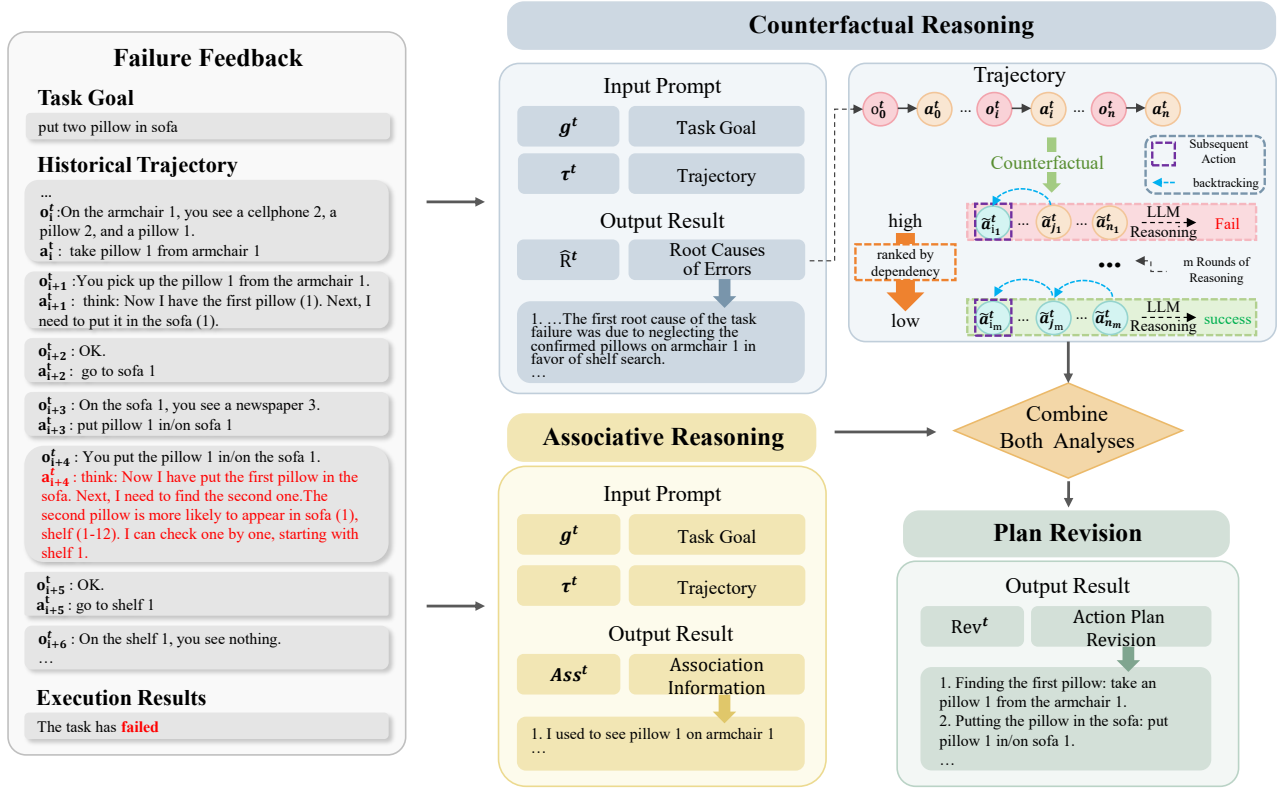 Failure Feedback
Task Goal
put two pillow in sofa
Historical Trajectory
...
o_i^t :On the armchair 1, you see a cellphone 2, a
pillow 2, and a pillow 1.
a_i^t : take pillow 1 from armchair 1
o_{i+1}^t :You pick up the pillow 1 from the armchair 1.
a_{i+1}^t : think: Now I have the first pillow (1). Next, I
need to put it in the sofa (1).
o_{i+2}^t : OK.
a_{i+2}^t : go to sofa 1
o_{i+3}^t : On the sofa 1, you see a newspaper 3.
a_{i+3}^t : put pillow 1 in/on sofa 1
o_{i+4}^t : You put the pillow 1 in/on the sofa 1.
a_{i+4}^t : think: Now I have put the first pillow in the
sofa. Next, I need to find the second one.The
second pillow is more likely to appear in sofa (1),
shelf (1-12). I can check one by one, starting with
shelf 1.
o_{i+5}^t : OK.
a_{i+5}^t : go to shelf 1
o_{i+6}^t : On the shelf 1, you see nothing.
...
Execution Results
The task has failed
Counterfactual Reasoning
Input Prompt
g^t Task Goal
τ^t Trajectory
Output Result
R̂^t Root Causes
of Errors
1. ...The first root cause of the task
failure was due to neglecting the
confirmed pillows on armchair 1 in
favor of shelf search.
...
Trajectory
o_0^t a_0^t ... o_i^t a_i^t ... o_n^t a_n^t
Counterfactual
Subsequent
Action
backtracking
high
ranked by
dependency
low
ã_{i_1}^t ... ã_{j_1}^t ... ã_{n_1}^t LLM
Reasoning Fail
... m Rounds of
Reasoning
ã_{i_m}^t ... ã_{j_m}^t ... ã_{n_m}^t LLM
Reasoning success
Associative Reasoning
Input Prompt
g^t Task Goal
τ^t Trajectory
Output Result
Ass^t Association
Information
1. I used to see pillow 1 on armchair 1
...
Combine
Both Analyses
Plan Revision
Output Result
Rev^t Action Plan
Revision
1. Finding the first pillow: take an
pillow 1 from the armchair 1.
2. Putting the pillow in the sofa: put
pillow 1 in/on sofa 1.
...